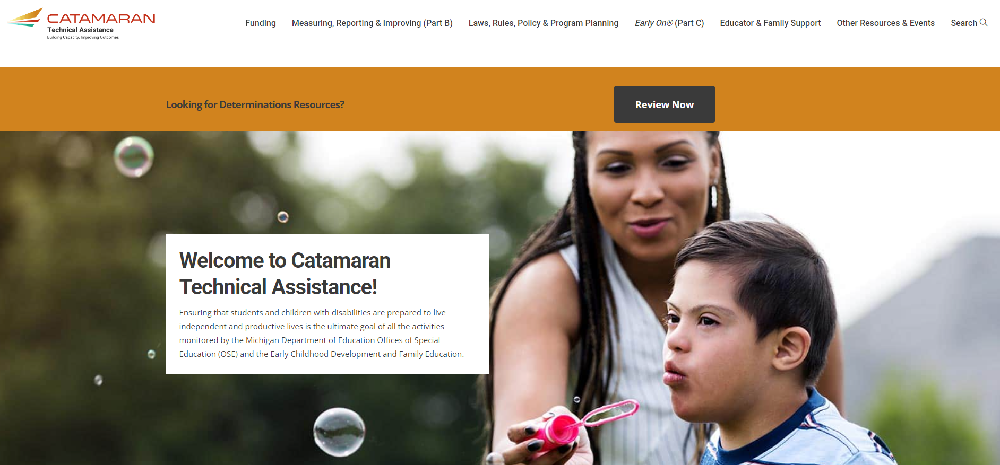 CATAMARAN
Technical Assistance
Building Capacity, Improving Outcomes
Funding
Measuring, Reporting & Improving (Part B)
Laws, Rules, Policy & Program Planning
Early On® (Part C)
Educator & Family Support
Other Resources & Events
Search
Looking for Determinations Resources?
Review Now
Welcome to Catamaran
Technical Assistance!
Ensuring that students and children with disabilities are prepared to live
independent and productive lives is the ultimate goal of all the activities
monitored by the Michigan Department of Education Offices of Special
Education (OSE) and the Early Childhood Development and Family Education.